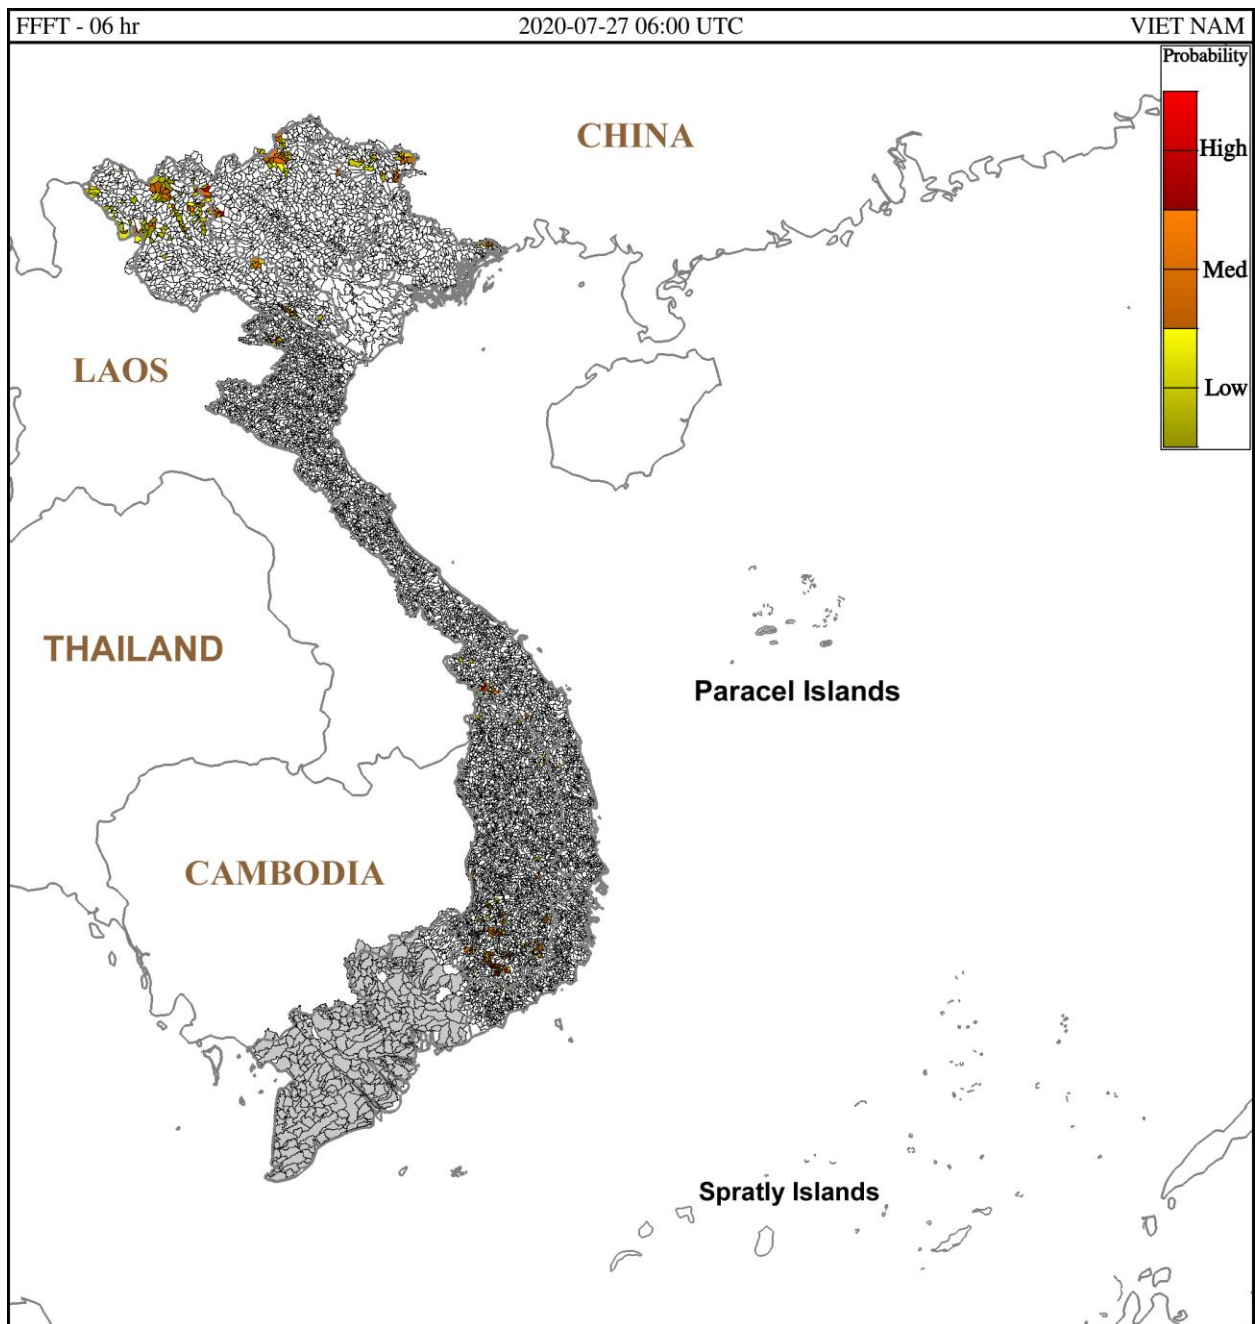 FFFT - 06 hr 2020-07-27 06:00 UTC VIET NAM
Probability
CHINA
High
Med
LAOS
Low
THAILAND
Paracel Islands
CAMBODIA
Spratly Islands